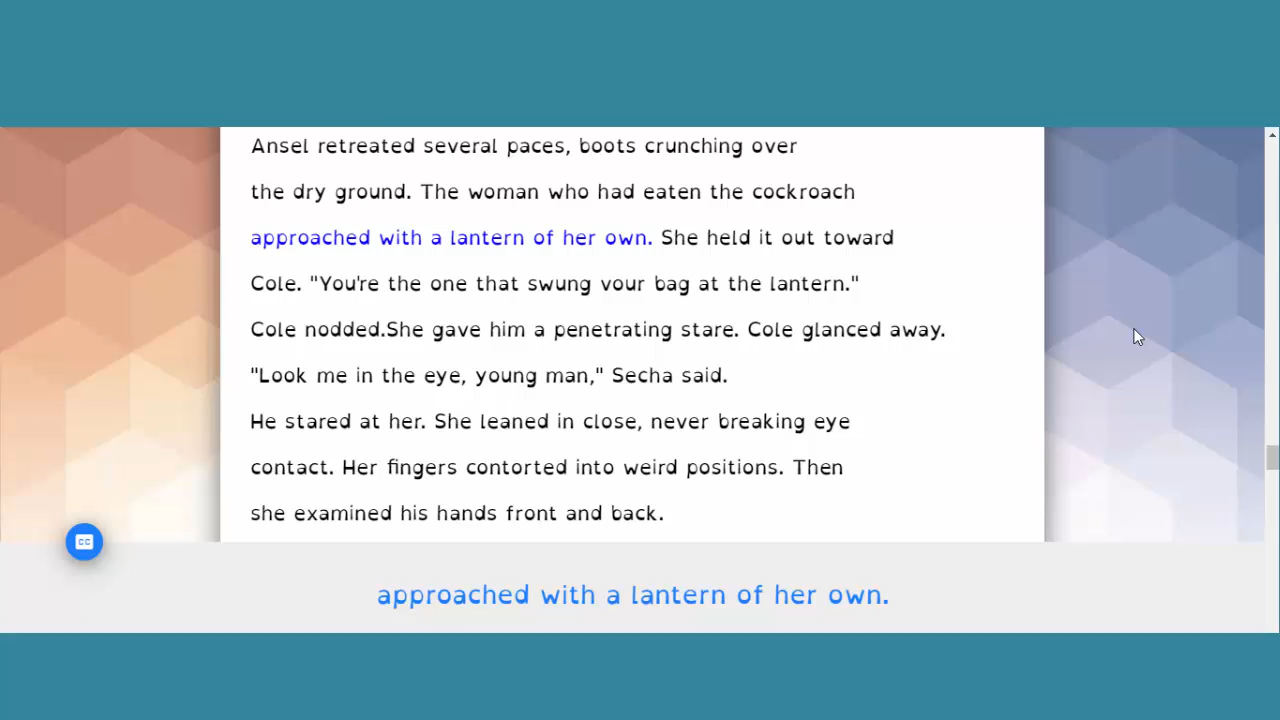 Ansel retreated several paces, boots crunching over
the dry ground. The woman who had eaten the cockroach
approached with a lantern of her own. She held it out toward
Cole. "You're the one that swung vour bag at the lantern."
Cole nodded.She gave him a penetrating stare. Cole glanced away.
"Look me in the eye, young man," Secha said.
He stared at her. She leaned in close, never breaking eye
contact. Her fingers contorted into weird positions. Then
she examined his hands front and back.
CC
approached with a lantern of her own.